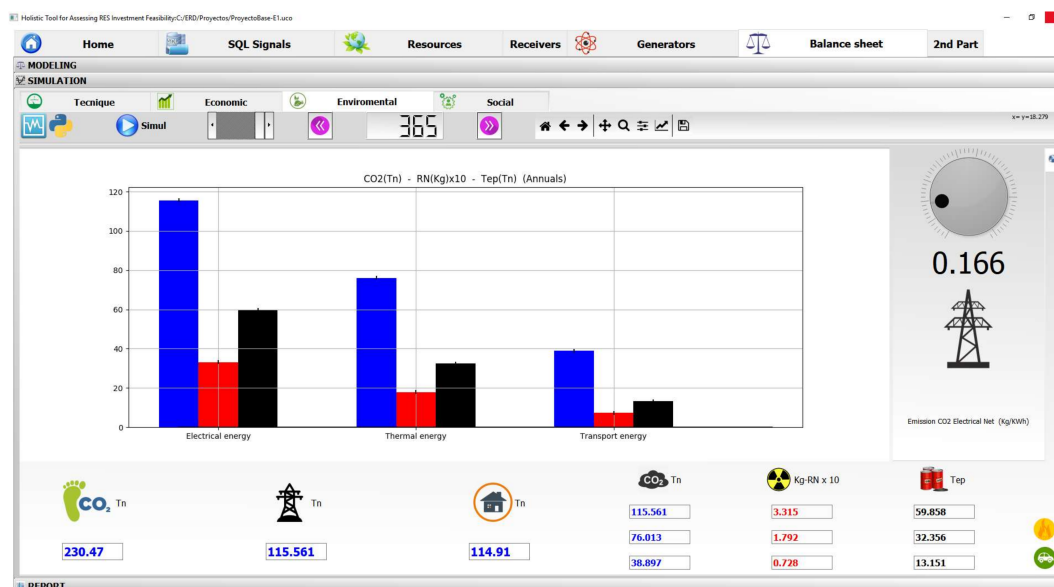 Holistic Tool for Assessing RES Investment Feasibility:C:/ERD/Proyectos/ProyectoBase-E1.uco
Home SQL Signals Resources Receivers Generators Balance sheet 2nd Part
MODELING
SIMULATION
Tecnique Economic Enviromental Social
Simul 365
x= y=18.279
CO2(Tn) - RN(Kg)x10 - Tep(Tn) (Annuals)
120
100
80
60
40
20
0
Electrical energy Thermal energy Transport energy
0.166
Emission CO2 Electrical Net (Kg/KWh)
CO2 Tn Tn Tn
230.47 115.561 114.91
CO2 Tn Kg-RN x 10 Tep
115.561 3.315 59.858
76.013 1.792 32.356
38.897 0.728 13.151
REPORT